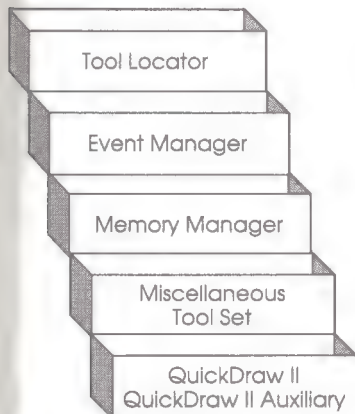 Tool Locator
Event Manager
Memory Manager
Miscellaneous
Tool Set
QuickDraw II
QuickDraw II Auxiliary